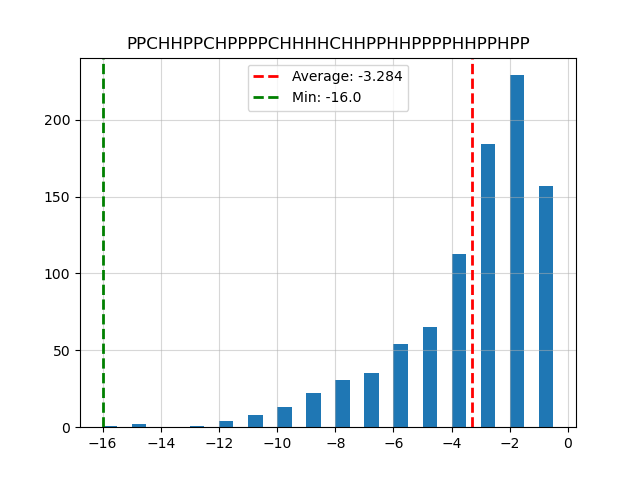 PPCHHPPCHPPPPCHHHHCHHPPHHPPPPHHPPHPP
Average: -3.284
Min: -16.0
200
150
100
50
0
−16 −14 −12 −10 −8 −6 −4 −2 0